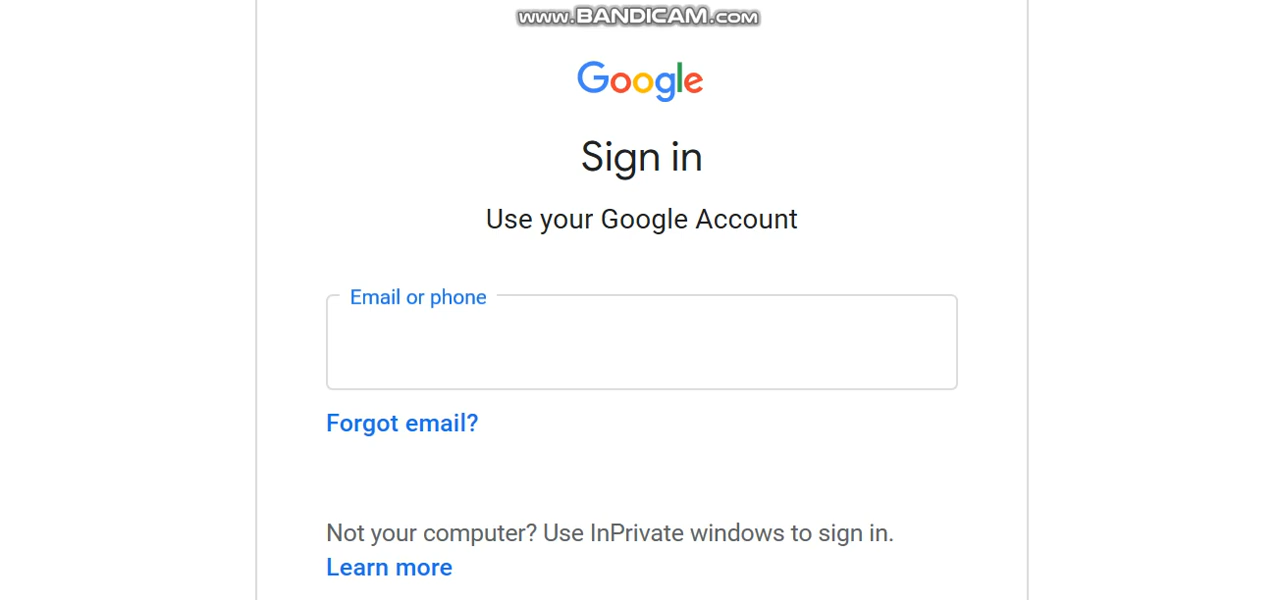 www.BANDICAM.com
Google
Sign in
Use your Google Account
Email or phone
Forgot email?
Not your computer? Use InPrivate windows to sign in.
Learn more